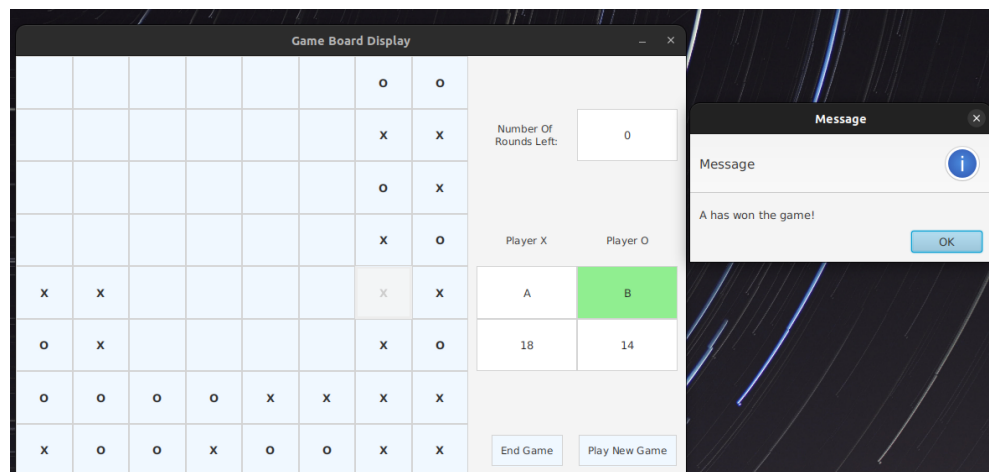 Game Board Display
O O
X X
Number Of
Rounds Left:
0
O X
X O
Player X Player O
X X X X
A B
O X X O
18 14
O O O O X X X X
X O O X O O X X
End Game Play New Game
Message
Message
i
A has won the game!
OK